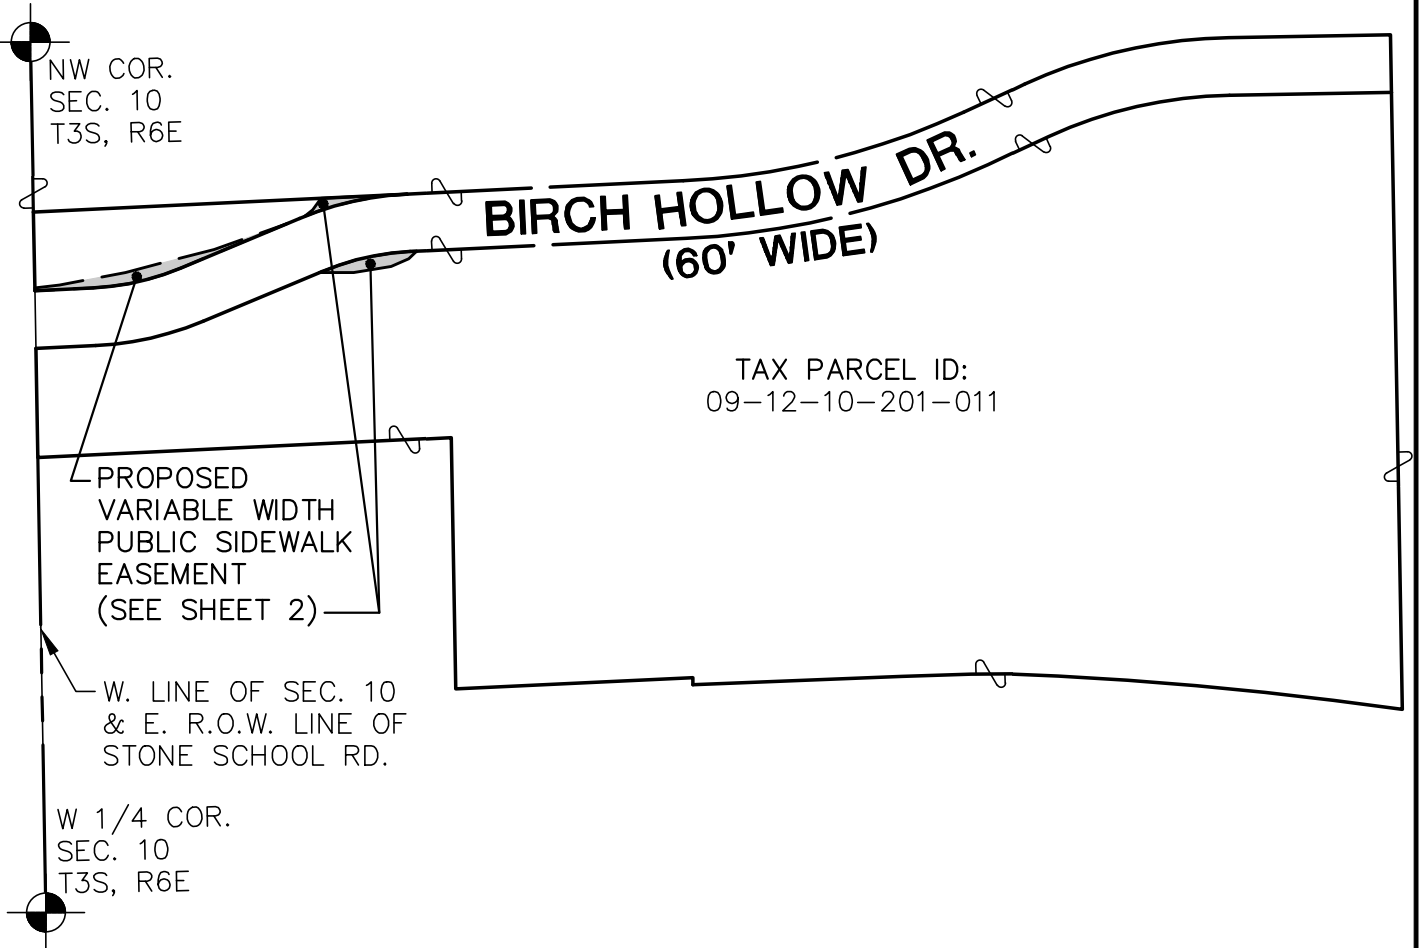 NW COR.
SEC. 10
T3S, R6E
BIRCH HOLLOW DR.
(60' WIDE)
TAX PARCEL ID:
09-12-10-201-011
PROPOSED
VARIABLE WIDTH
PUBLIC SIDEWALK
EASEMENT
(SEE SHEET 2)
W. LINE OF SEC. 10
& E. R.O.W. LINE OF
STONE SCHOOL RD.
W 1/4 COR.
SEC. 10
T3S, R6E